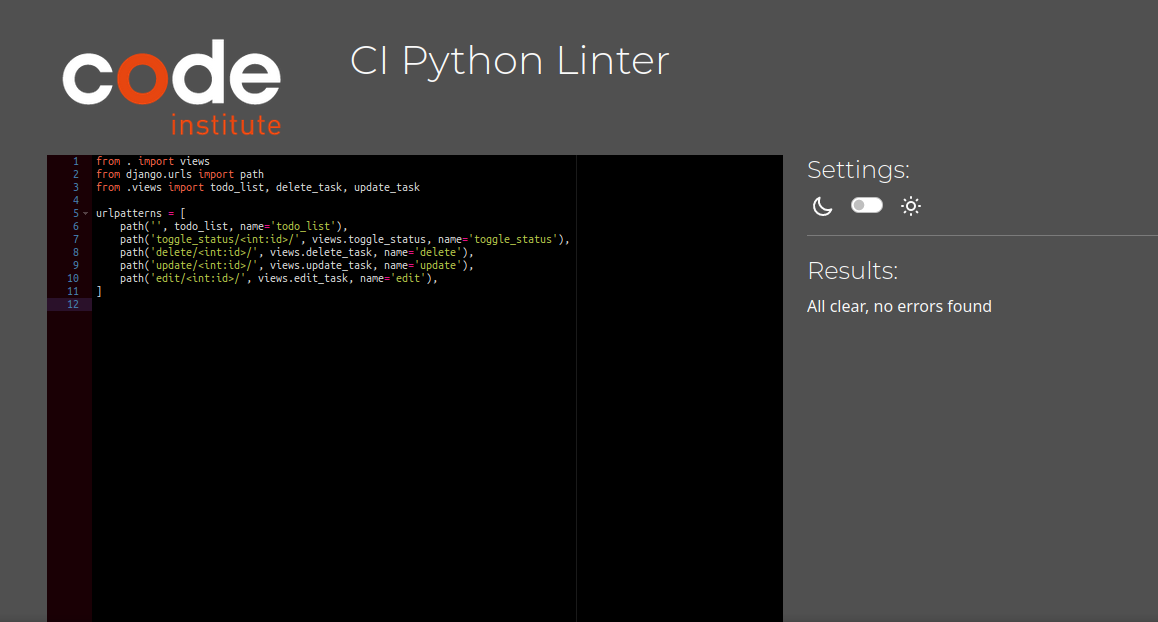 code
institute
CI Python Linter
1 from . import views
2 from django.urls import path
3 from .views import todo_list, delete_task, update_task
4
5 urlpatterns = [
6     path('', todo_list, name='todo_list'),
7     path('toggle_status/<int:id>/', views.toggle_status, name='toggle_status'),
8     path('delete/<int:id>/', views.delete_task, name='delete'),
9     path('update/<int:id>/', views.update_task, name='update'),
10     path('edit/<int:id>/', views.edit_task, name='edit'),
11 ]
12
Settings:
Results:
All clear, no errors found